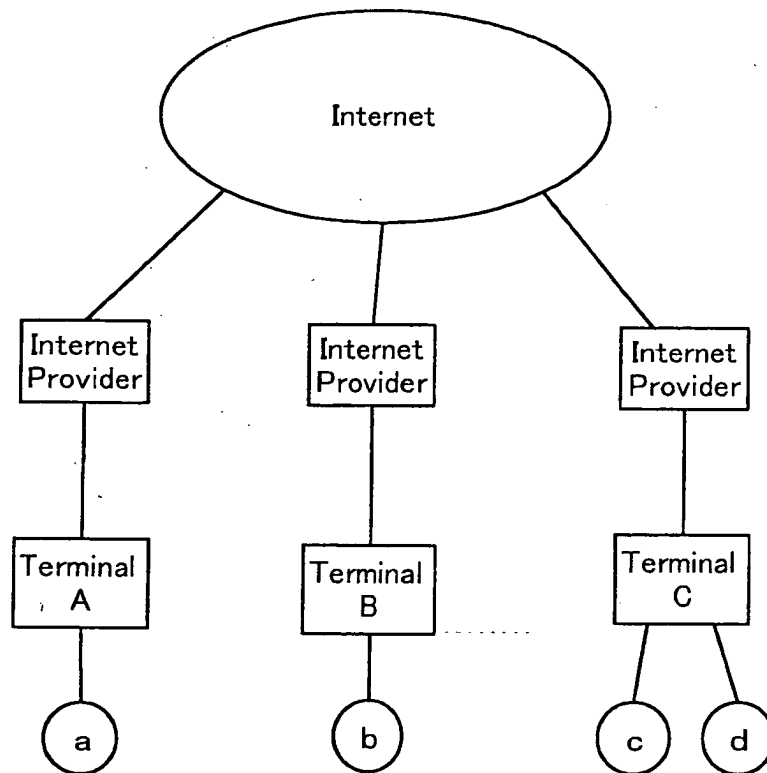 Internet
Internet
Provider
Internet
Provider
Internet
Provider
Terminal
A
Terminal
B
Terminal
C
a
b
c
d